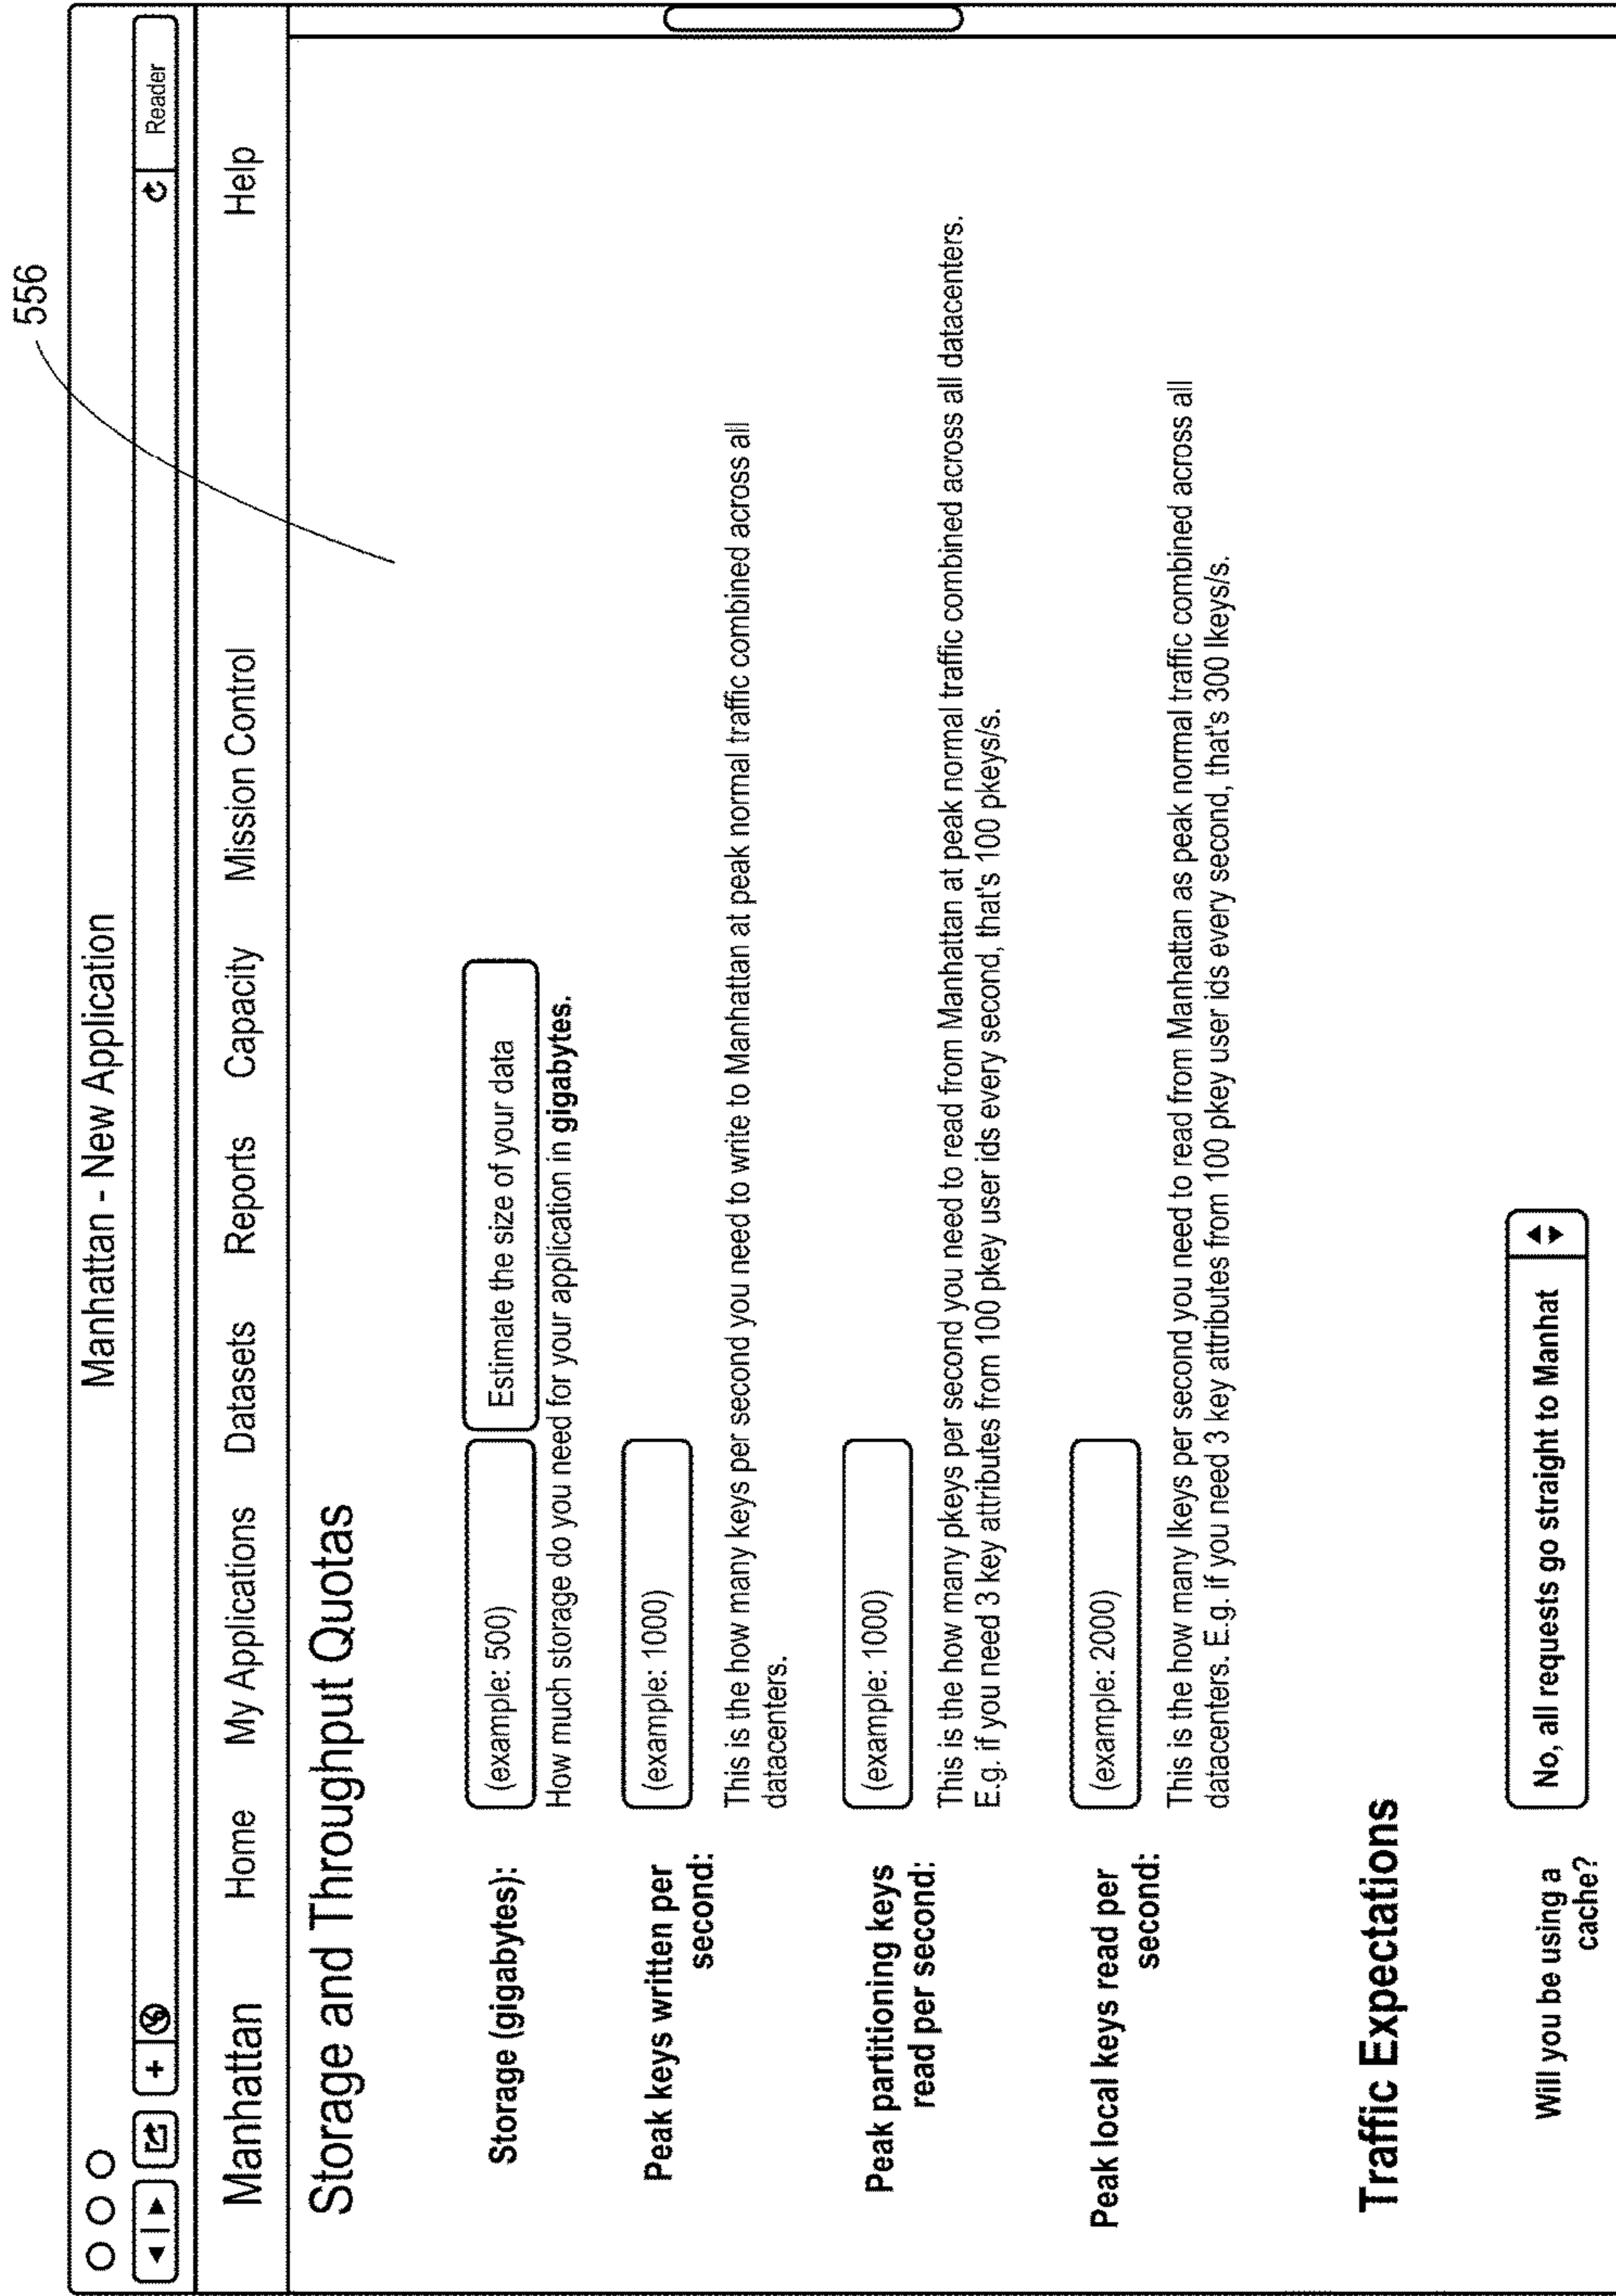 556
Manhattan - New Application
Reader
Manhattan Home My Applications Datasets Reports Capacity Mission Control Help
Storage and Throughput Quotas
Storage (gigabytes): (example: 500) Estimate the size of your data
How much storage do you need for your application in gigabytes.
Peak keys written per
second:
(example: 1000)
This is the how many keys per second you need to write to Manhattan at peak normal traffic combined across all
datacenters.
Peak partitioning keys
read per second:
(example: 1000)
This is the how many pkeys per second you need to read from Manhattan at peak normal traffic combined across all datacenters.
E.g. if you need 3 key attributes from 100 pkey user ids every second, that's 100 pkeys/s.
Peak local keys read per
second:
(example: 2000)
This is the how many lkeys per second you need to read from Manhattan as peak normal traffic combined across all
datacenters. E.g. if you need 3 key attributes from 100 pkey user ids every second, that's 300 lkeys/s.
Traffic Expectations
Will you be using a
cache?
No, all requests go straight to Manhat